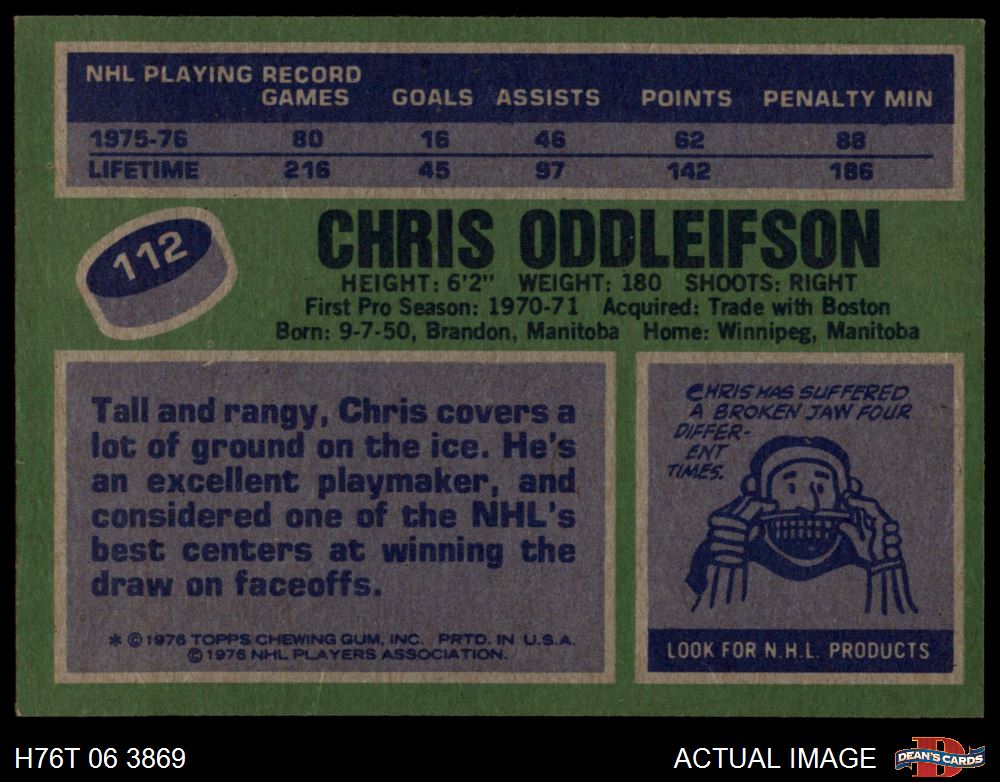 NHL PLAYING RECORD
GAMES GOALS ASSISTS POINTS PENALTY MIN
1975-76 80 16 46 62 88
LIFETIME 216 45 97 142 186
112
CHRIS ODDLEIFSON
HEIGHT: 6'2" WEIGHT: 180 SHOOTS: RIGHT
First Pro Season: 1970-71 Acquired: Trade with Boston
Born: 9-7-50, Brandon, Manitoba Home: Winnipeg, Manitoba
Tall and rangy, Chris covers a
lot of ground on the ice. He's
an excellent playmaker, and
considered one of the NHL's
best centers at winning the
draw on faceoffs.
* © 1976 TOPPS CHEWING GUM, INC. PRTD. IN U.S.A.
© 1976 NHL PLAYERS ASSOCIATION.
CHRIS HAS SUFFERED
A BROKEN JAW FOUR
DIFFER-
ENT
TIMES.
LOOK FOR N.H.L. PRODUCTS
H76T 06 3869
ACTUAL IMAGE
D
DEAN'S CARDS